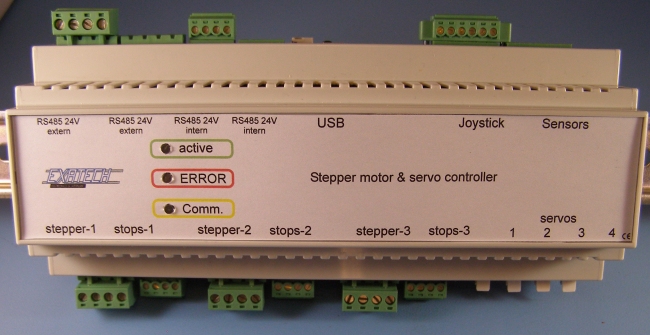 RS485 24V extern
RS485 24V extern
RS485 24V intern
RS485 24V intern
USB
Joystick
Sensors
active
EXATECH
ERROR
Stepper motor & servo controller
Comm.
servos
stepper-1 stops-1 stepper-2 stops-2 stepper-3 stops-3 1 2 3 4 CE